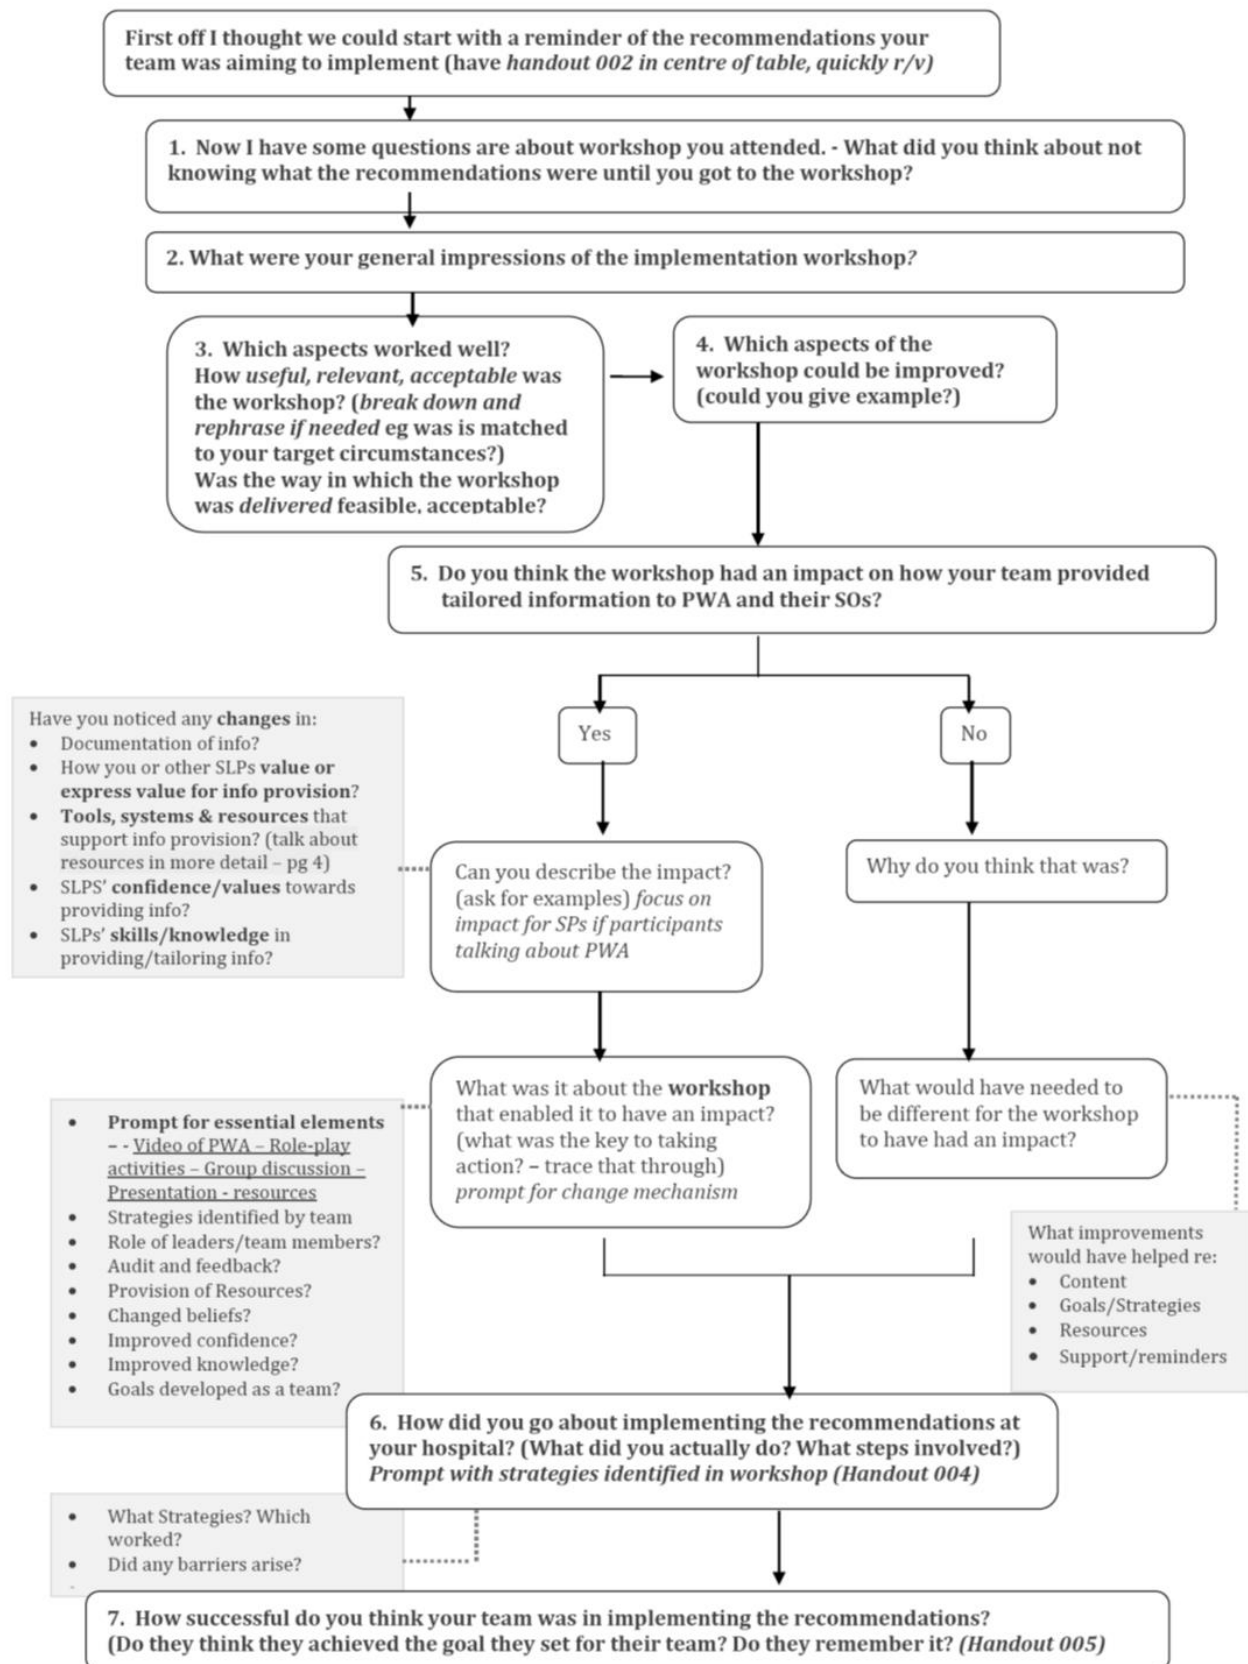 First off I thought we could start with a reminder of the recommendations your
team was aiming to implement (have handout 002 in centre of table, quickly r/v)
1. Now I have some questions are about workshop you attended. - What did you think about not
knowing what the recommendations were until you got to the workshop?
2. What were your general impressions of the implementation workshop?
3. Which aspects worked well?
How useful, relevant, acceptable was
the workshop? (break down and
rephrase if needed eg was is matched
to your target circumstances?)
Was the way in which the workshop
was delivered feasible, acceptable?
4. Which aspects of the
workshop could be improved?
(could you give example?)
5. Do you think the workshop had an impact on how your team provided
tailored information to PWA and their SOs?
Yes
No
Have you noticed any changes in:
• Documentation of info?
• How you or other SLPs value or
express value for info provision?
• Tools, systems & resources that
support info provision? (talk about
resources in more detail – pg 4)
• SLPS' confidence/values towards
providing info?
• SLPs' skills/knowledge in
providing/tailoring info?
Can you describe the impact?
(ask for examples) focus on
impact for SPs if participants
talking about PWA
Why do you think that was?
• Prompt for essential elements
– - Video of PWA – Role-play
activities – Group discussion –
Presentation - resources
• Strategies identified by team
• Role of leaders/team members?
• Audit and feedback?
• Provision of Resources?
• Changed beliefs?
• Improved confidence?
• Improved knowledge?
• Goals developed as a team?
What was it about the workshop
that enabled it to have an impact?
(what was the key to taking
action? – trace that through)
prompt for change mechanism
What would have needed to
be different for the workshop
to have had an impact?
What improvements
would have helped re:
• Content
• Goals/Strategies
• Resources
• Support/reminders
6. How did you go about implementing the recommendations at
your hospital? (What did you actually do? What steps involved?)
Prompt with strategies identified in workshop (Handout 004)
• What Strategies? Which
worked?
• Did any barriers arise?
-
7. How successful do you think your team was in implementing the recommendations?
(Do they think they achieved the goal they set for their team? Do they remember it? (Handout 005)